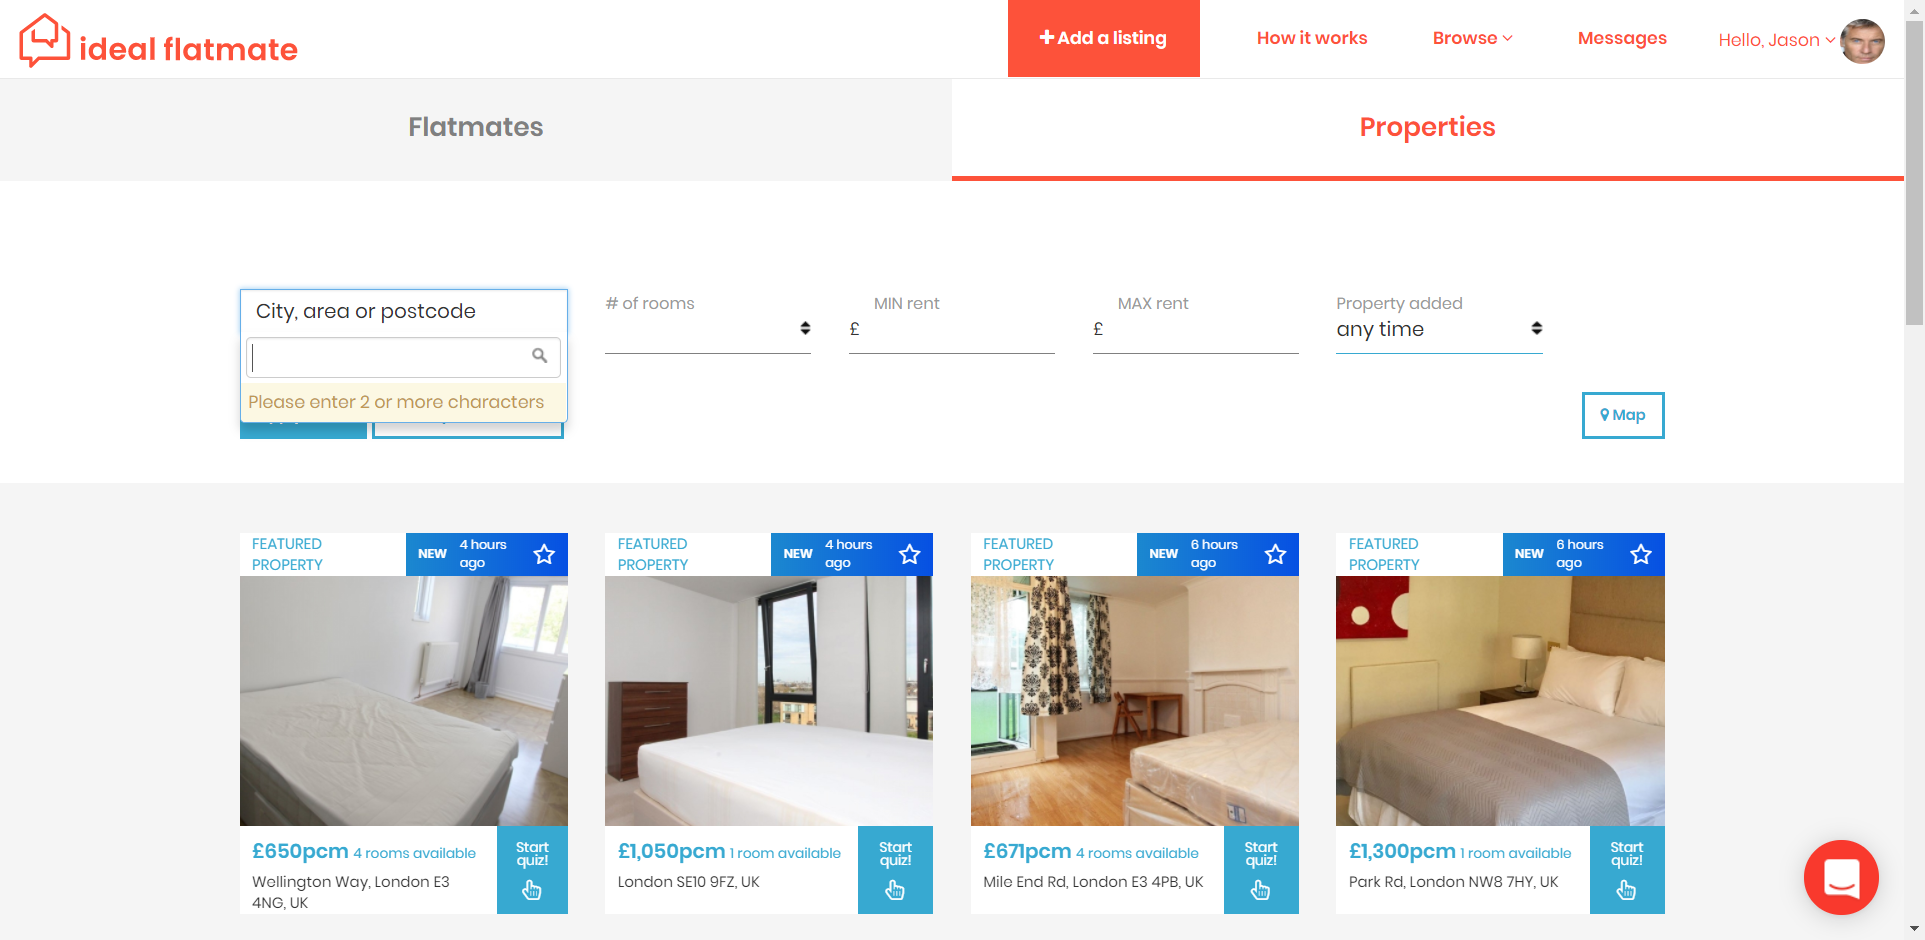 ideal flatmate
Add a listing
How it works
Browse
Messages
Hello, Jason
Flatmates
Properties
City, area or postcode
Please enter 2 or more characters
# of rooms
MIN rent
£
MAX rent
£
Property added
any time
Map
FEATURED
PROPERTY
NEW
4 hours
ago
FEATURED
PROPERTY
NEW
4 hours
ago
FEATURED
PROPERTY
NEW
6 hours
ago
FEATURED
PROPERTY
NEW
6 hours
ago
£650pcm 4 rooms available
Wellington Way, London E3
4NG, UK
Start
quiz!
£1,050pcm 1 room available
London SE10 9FZ, UK
Start
quiz!
£671pcm 4 rooms available
Mile End Rd, London E3 4PB, UK
Start
quiz!
£1,300pcm 1 room available
Park Rd, London NW8 7HY, UK
Start
quiz!